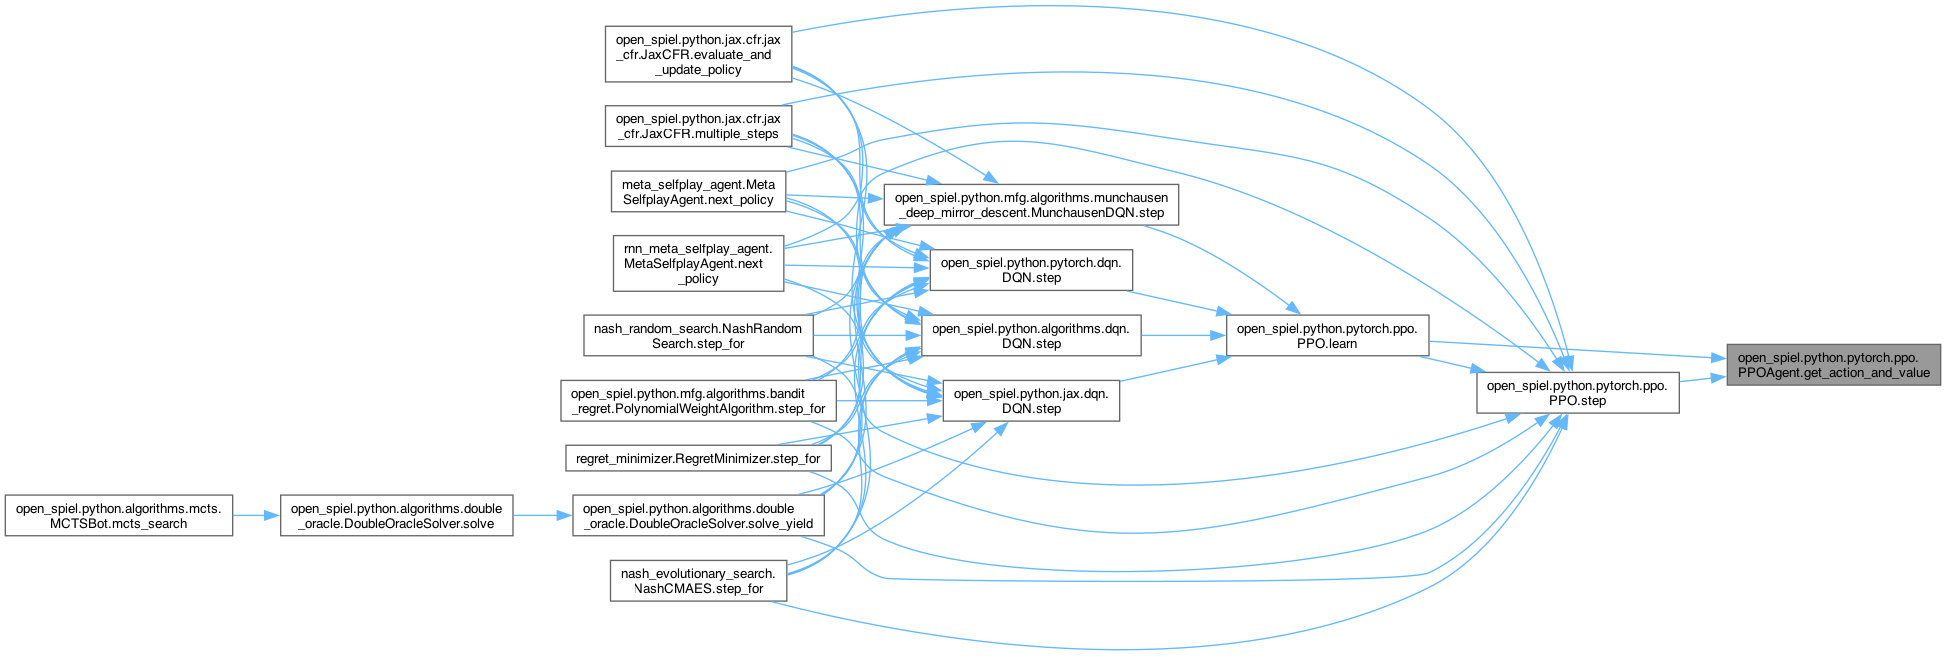 open_spiel.python.jax.cfr.jax
_cfr.JaxCFR.evaluate_and
_update_policy
open_spiel.python.jax.cfr.jax
_cfr.JaxCFR.multiple_steps
meta_selfplay_agent.Meta
SelfplayAgent.next_policy
rnn_meta_selfplay_agent.
MetaSelfplayAgent.next
_policy
nash_random_search.NashRandom
Search.step_for
open_spiel.python.mfg.algorithms.bandit
_regret.PolynomialWeightAlgorithm.step_for
regret_minimizer.RegretMinimizer.step_for
open_spiel.python.algorithms.mcts.
MCTSBot.mcts_search
open_spiel.python.algorithms.double
_oracle.DoubleOracleSolver.solve
open_spiel.python.algorithms.double
_oracle.DoubleOracleSolver.solve_yield
nash_evolutionary_search.
NashCMAES.step_for
open_spiel.python.mfg.algorithms.munchausen
_deep_mirror_descent.MunchausenDQN.step
open_spiel.python.pytorch.dqn.
DQN.step
open_spiel.python.algorithms.dqn.
DQN.step
open_spiel.python.jax.dqn.
DQN.step
open_spiel.python.pytorch.ppo.
PPO.learn
open_spiel.python.pytorch.ppo.
PPO.step
open_spiel.python.pytorch.ppo.
PPOAgent.get_action_and_value